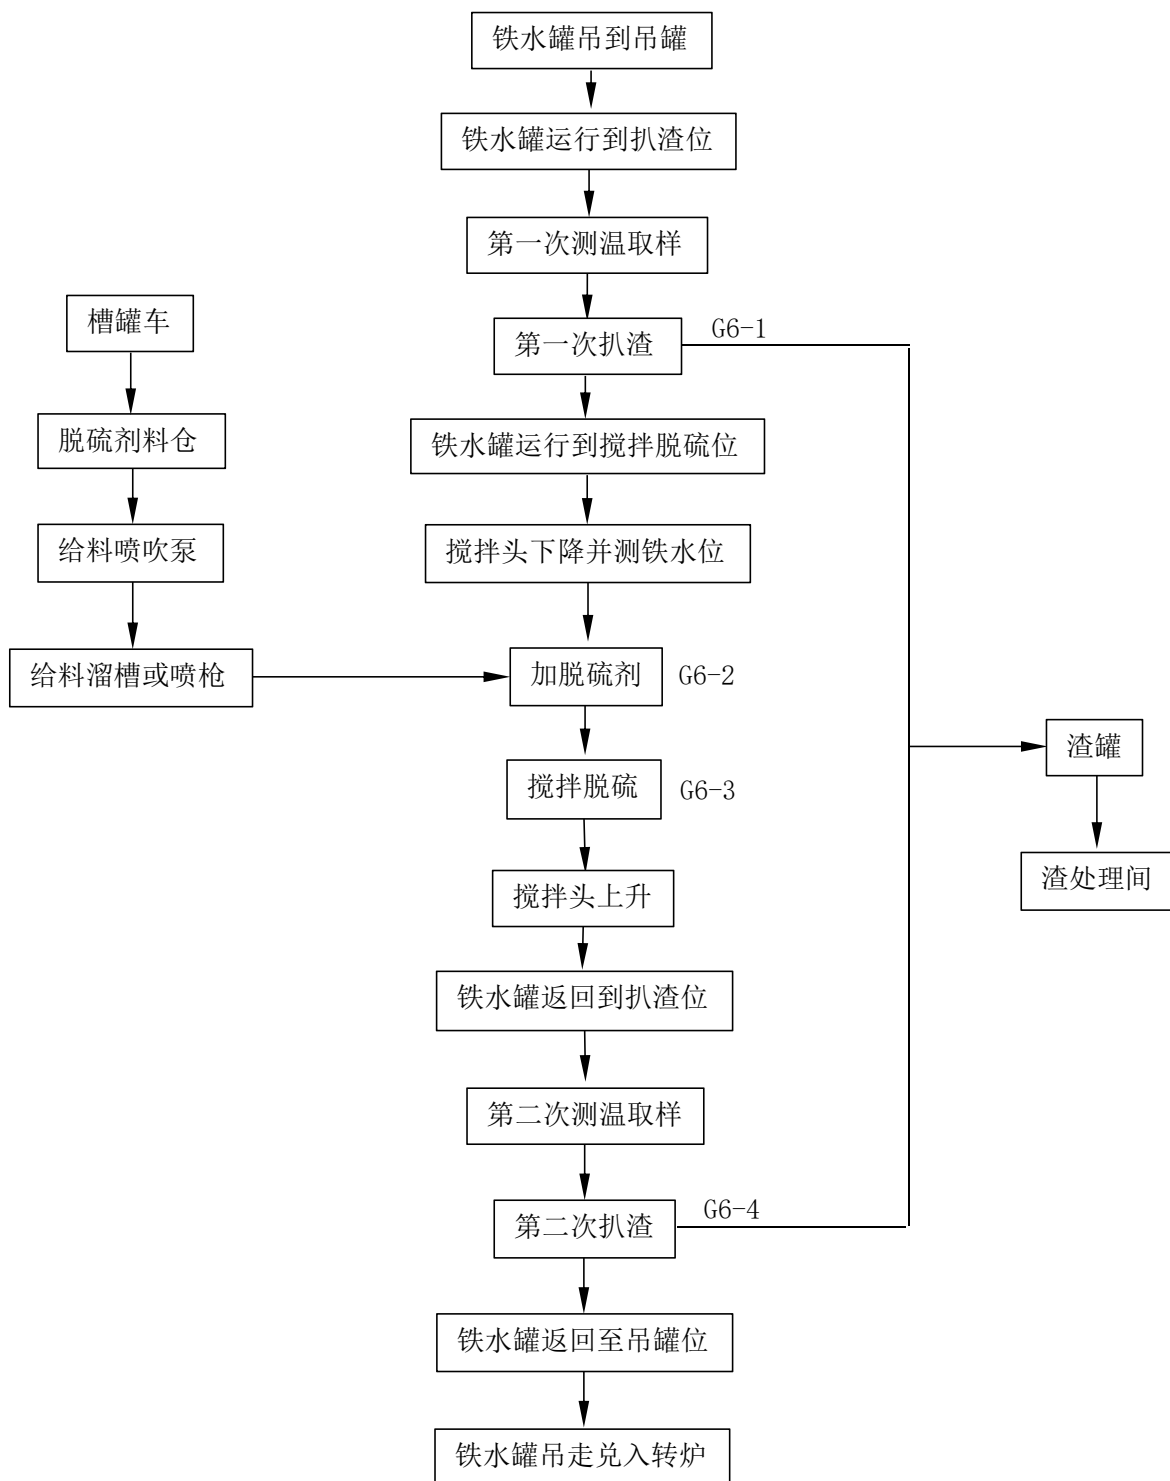 铁水罐吊到吊罐
铁水罐运行到扒渣位
第一次测温取样
槽罐车
第一次扒渣
G6-1
脱硫剂料仓
铁水罐运行到搅拌脱硫位
给料喷吹泵
搅拌头下降并测铁水位
给料溜槽或喷枪
加脱硫剂
G6-2
渣罐
搅拌脱硫
G6-3
渣处理间
搅拌头上升
铁水罐返回到扒渣位
第二次测温取样
第二次扒渣
G6-4
铁水罐返回至吊罐位
铁水罐吊走兑入转炉